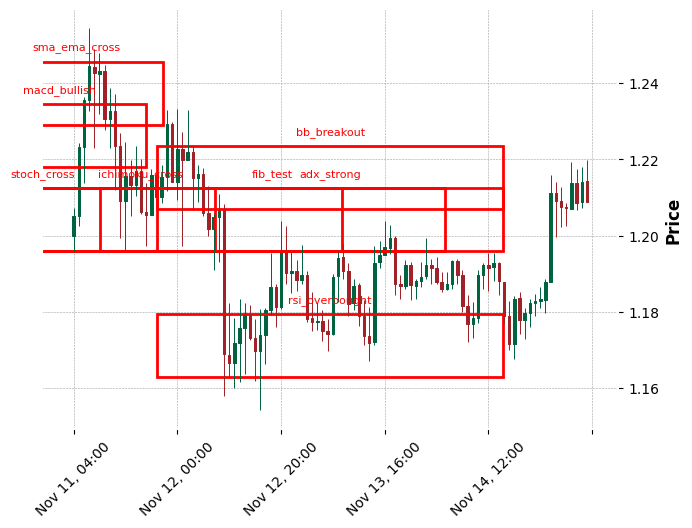 sma_ema_cross
macd_bullish
bb_breakout
stoch_cross
ichimoku_cross
fib_test
adx_strong
rsi_overbought
1.24
1.22
1.20
1.18
1.16
Price
Nov 11, 04:00
Nov 12, 00:00
Nov 12, 20:00
Nov 13, 16:00
Nov 14, 12:00